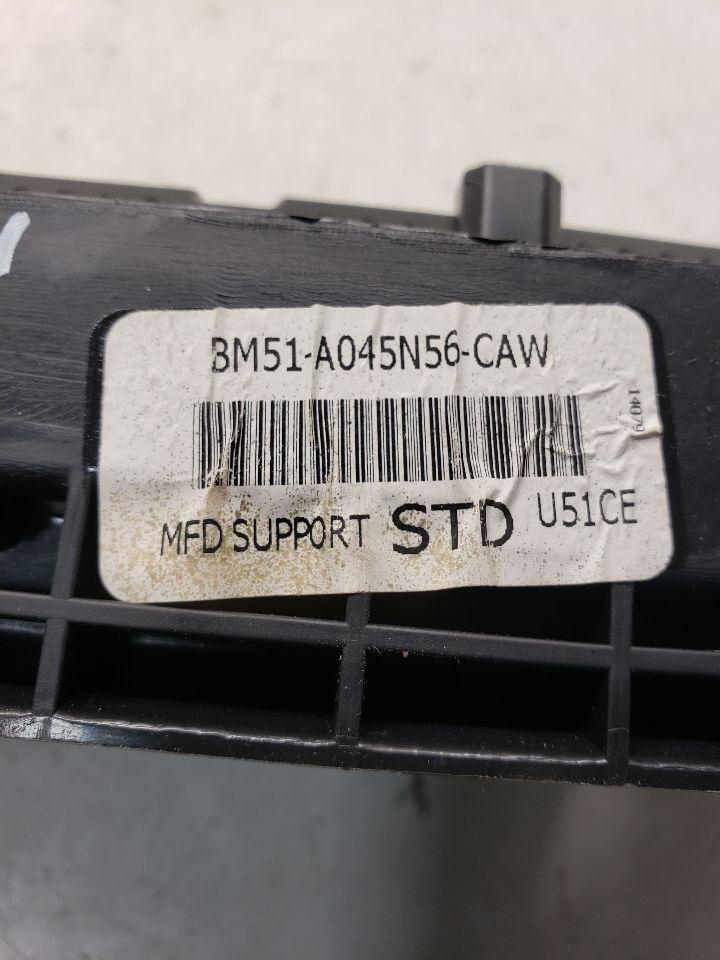 BM51-A045N56-CAW
14079
MFD SUPPORT STD U51CE